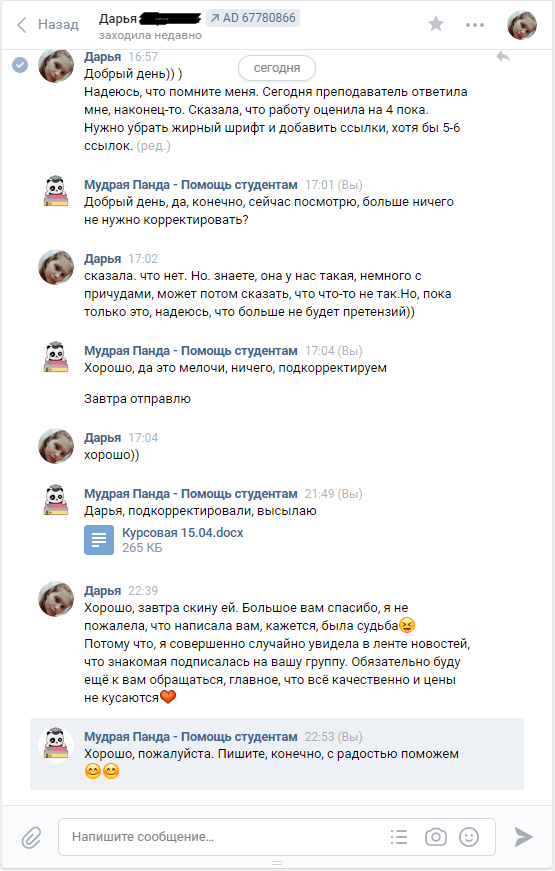 Назад
Дарья
AD 67780866
заходила недавно
Дарья 16:57
сегодня
Добрый день)) )
Надеюсь, что помните меня. Сегодня преподаватель ответила
мне, наконец-то. Сказала, что работу оценила на 4 пока.
Нужно убрать жирный шрифт и добавить ссылки, хотя бы 5-6
ссылок. (ред.)
Мудрая Панда - Помощь студентам 17:01 (Вы)
Добрый день, да, конечно, сейчас посмотрю, больше ничего
не нужно корректировать?
Дарья 17:02
сказала. что нет. Но. знаете, она у нас такая, немного с
причудами, может потом сказать, что что-то не так.Но, пока
только это, надеюсь, что больше не будет претензий))
Мудрая Панда - Помощь студентам 17:04 (Вы)
Хорошо, да это мелочи, ничего, подкорректируем
Завтра отправлю
Дарья 17:04
хорошо))
Мудрая Панда - Помощь студентам 21:49 (Вы)
Дарья, подкорректировали, высылаю
Курсовая 15.04.docx
265 КБ
Дарья 22:39
Хорошо, завтра скину ей. Большое вам спасибо, я не
пожалела, что написала вам, кажется, была судьба😝
Потому что, я совершенно случайно увидела в ленте новостей,
что знакомая подписалась на вашу группу. Обязательно буду
ещё к вам обращаться, главное, что всё качественно и цены
не кусаются❤
Мудрая Панда - Помощь студентам 22:53 (Вы)
Хорошо, пожалуйста. Пишите, конечно, с радостью поможем
😊😊
Напишите сообщение...